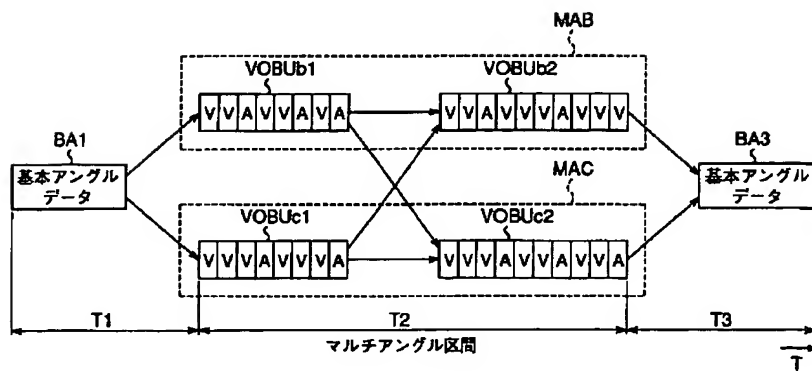 MAB
VOBUb1
VOBUb2
V V A V V A V A
V V A V V V A V V V
BA1
基本アングル
データ
BA3
基本アングル
データ
MAC
VOBUc1
VOBUc2
V V V A V V V A
V V V A V V A V V A
T1
T2
T3
マルチアングル区間
T